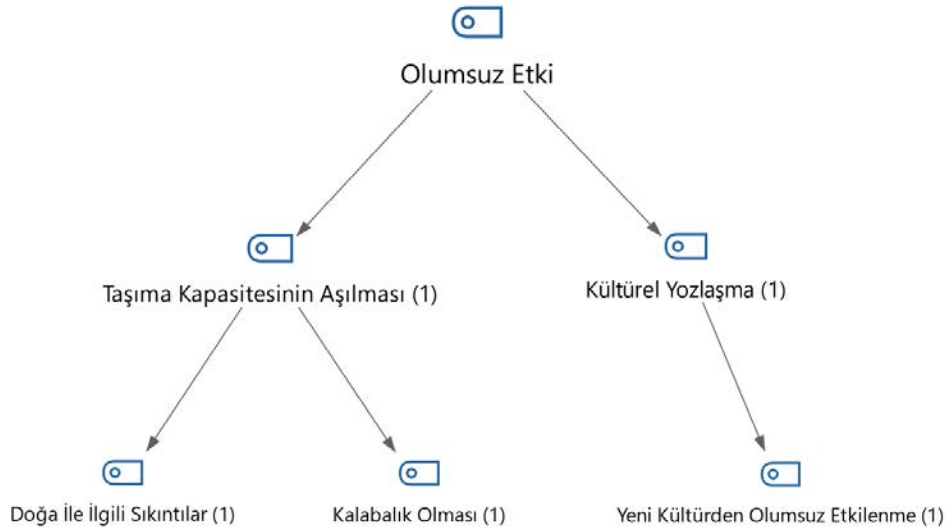 Olumsuz Etki
Taşıma Kapasitesinin Aşılması (1)
Kültürel Yozlaşma (1)
Doğa İle İlgili Sıkıntılar (1)
Kalabalık Olması (1)
Yeni Kültürden Olumsuz Etkilenme (1)